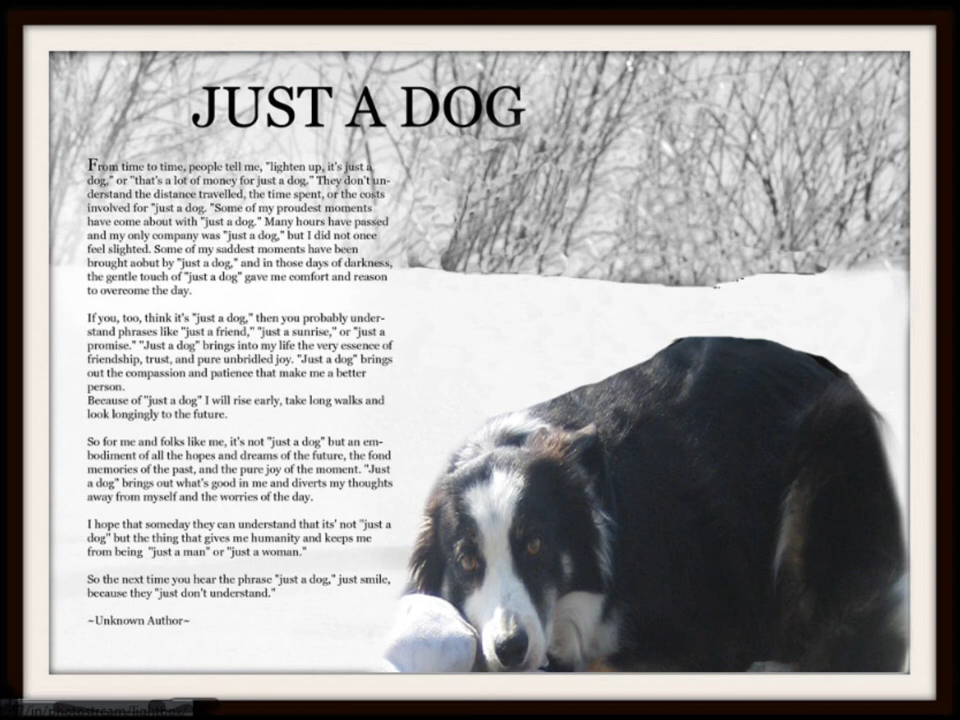 JUST A DOG
From time to time, people tell me, "lighten up, it's just a
dog," or "that's a lot of money for just a dog." They don't un-
derstand the distance travelled, the time spent, or the costs
involved for "just a dog. "Some of my proudest moments
have come about with "just a dog." Many hours have passed
and my only company was "just a dog," but I did not once
feel slighted. Some of my saddest moments have been
brought aobut by "just a dog," and in those days of darkness,
the gentle touch of "just a dog" gave me comfort and reason
to overcome the day.
If you, too, think it's "just a dog," then you probably under-
stand phrases like "just a friend," "just a sunrise," or "just a
promise." "Just a dog" brings into my life the very essence of
friendship, trust, and pure unbridled joy. "Just a dog" brings
out the compassion and patience that make me a better
person.
Because of "just a dog" I will rise early, take long walks and
look longingly to the future.
So for me and folks like me, it's not "just a dog" but an em-
bodiment of all the hopes and dreams of the future, the fond
memories of the past, and the pure joy of the moment. "Just
a dog" brings out what's good in me and diverts my thoughts
away from myself and the worries of the day.
I hope that someday they can understand that its' not "just a
dog" but the thing that gives me humanity and keeps me
from being "just a man" or "just a woman."
So the next time you hear the phrase "just a dog," just smile,
because they "just don't understand."
~Unknown Author~
/in/photostream/lightbox/